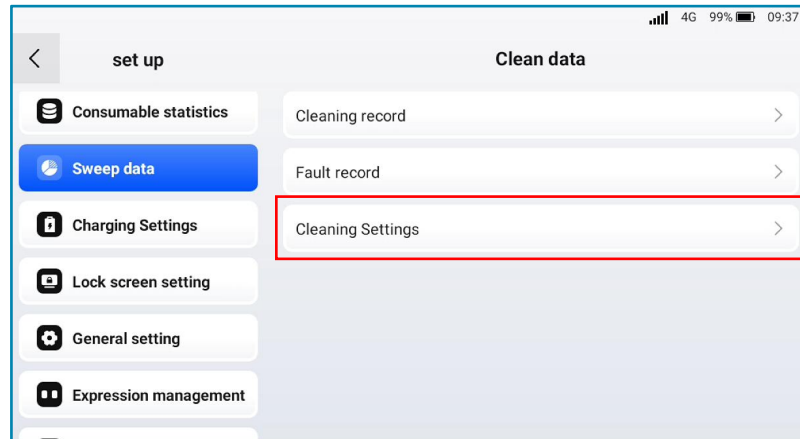 4G 99% 09:37
set up
Clean data
Consumable statistics
Sweep data
Charging Settings
Lock screen setting
General setting
Expression management
Cleaning record
Fault record
Cleaning Settings